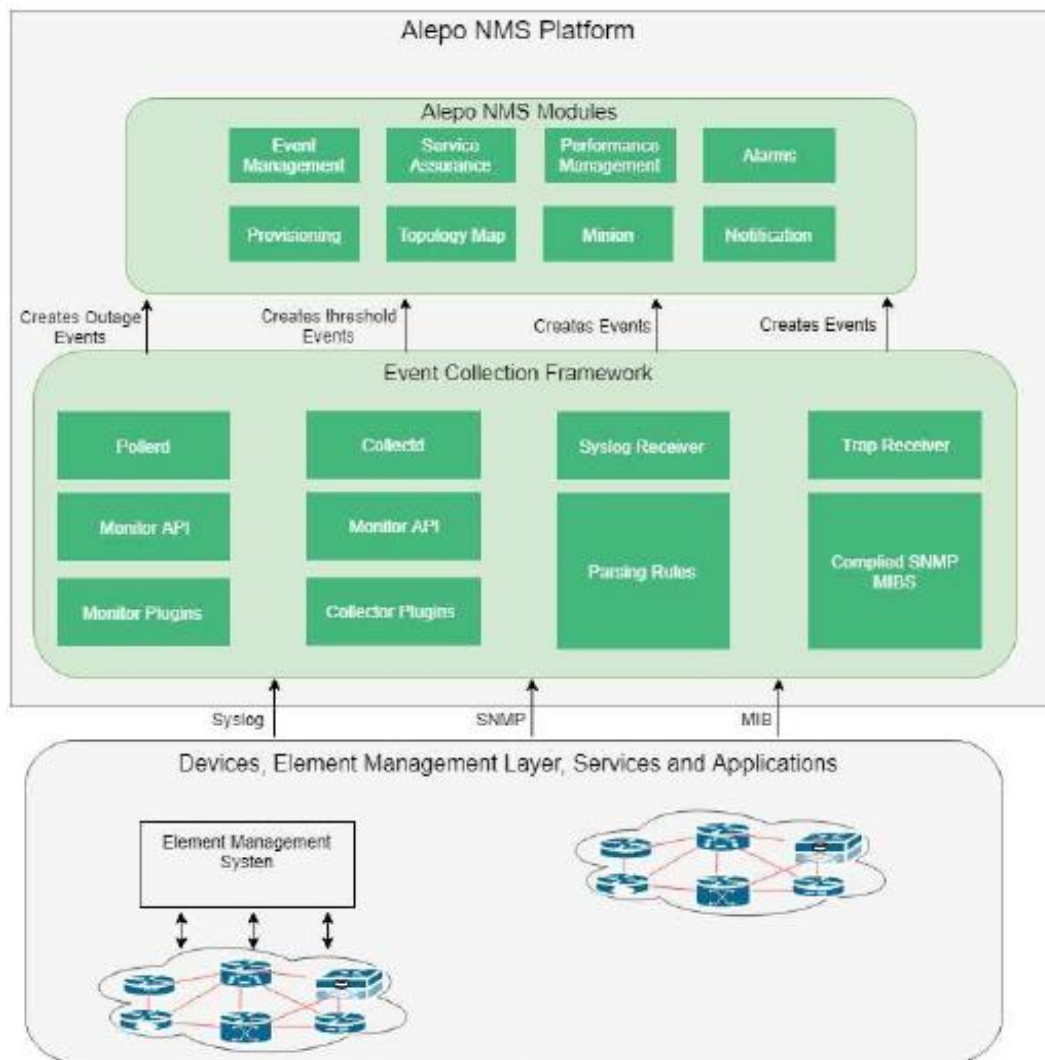 Alepo NMS Platform
Alepo NMS Modules
Event
Management
Service
Assurance
Performance
Management
Alarms
Provisioning
Topology Map
Minion
Notification
Creates Outage
Events
Creates threshold
Events
Creates Events
Creates Events
Event Collection Framework
Pollerd
Collectd
Syslog Receiver
Trap Receiver
Monitor API
Monitor API
Parsing Rules
Complied SNMP
MIBS
Monitor Plugins
Collector Plugins
Syslog
SNMP
MIB
Devices, Element Management Layer, Services and Applications
Element Management
Systen